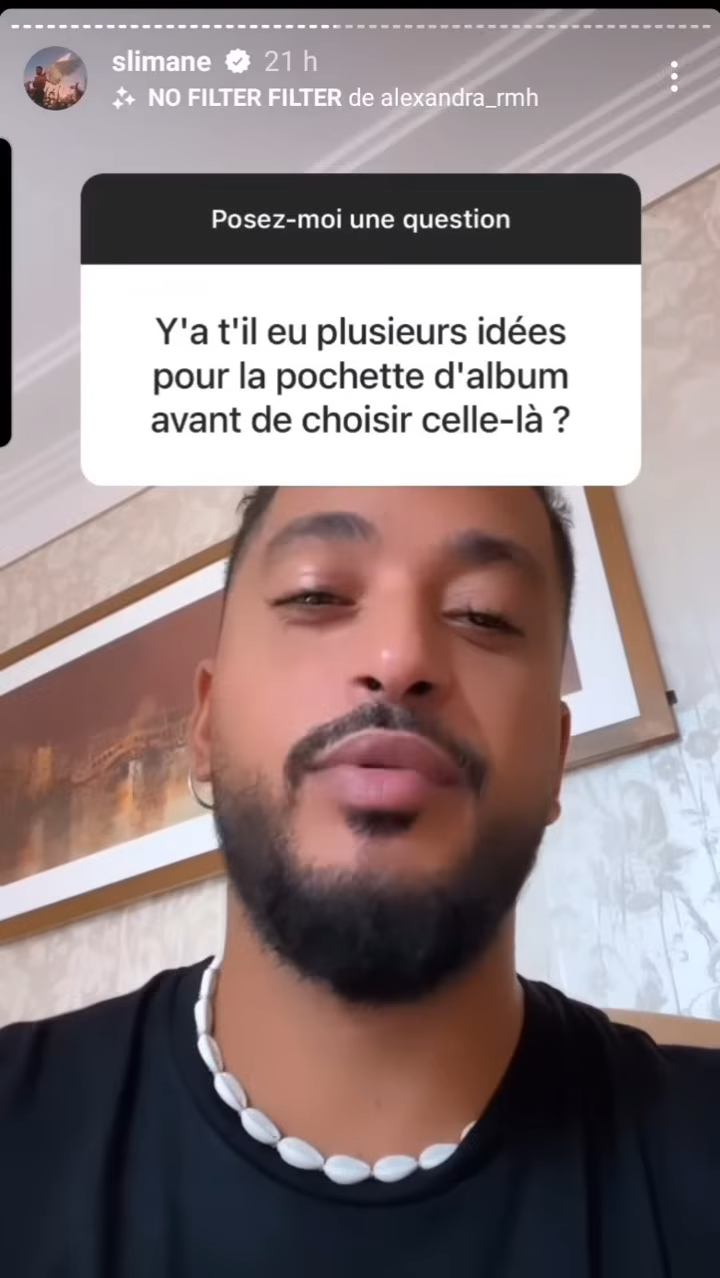 slimane 21 h
NO FILTER FILTER de alexandra_rmh
Posez-moi une question
Y'a t'il eu plusieurs idées
pour la pochette d'album
avant de choisir celle-là ?